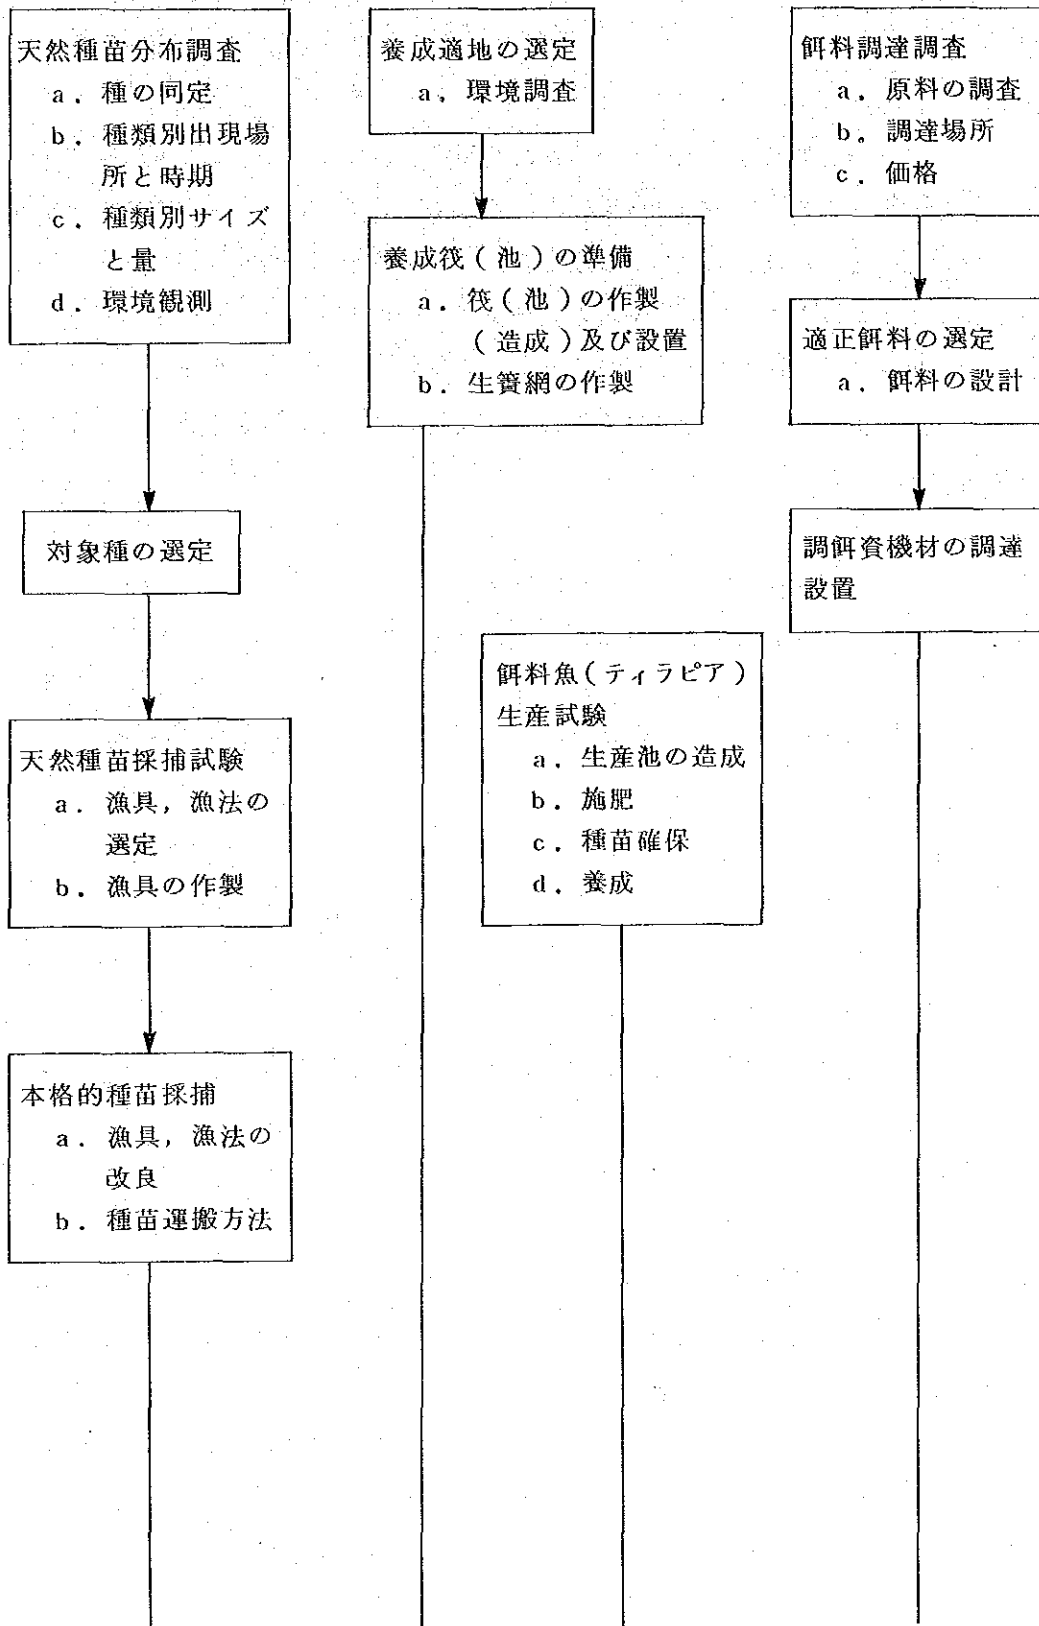 天然種苗分布調査
a．種の同定
b．種類別出現場
所と時期
c．種類別サイズ
と量
d．環境観測
対象種の選定
天然種苗採捕試験
a．漁具，漁法の
選定
b．漁具の作製
本格的種苗採捕
a．漁具，漁法の
改良
b．種苗運搬方法
養成適地の選定
a．環境調査
養成筏（池）の準備
a．筏（池）の作製
（造成）及び設置
b．生簀網の作製
餌料魚（ティラピア）
生産試験
a．生産池の造成
b．施肥
c．種苗確保
d．養成
餌料調達調査
a．原料の調査
b。調達場所
c．価格
適正餌料の選定
a．餌料の設計
調餌資機材の調達
設置